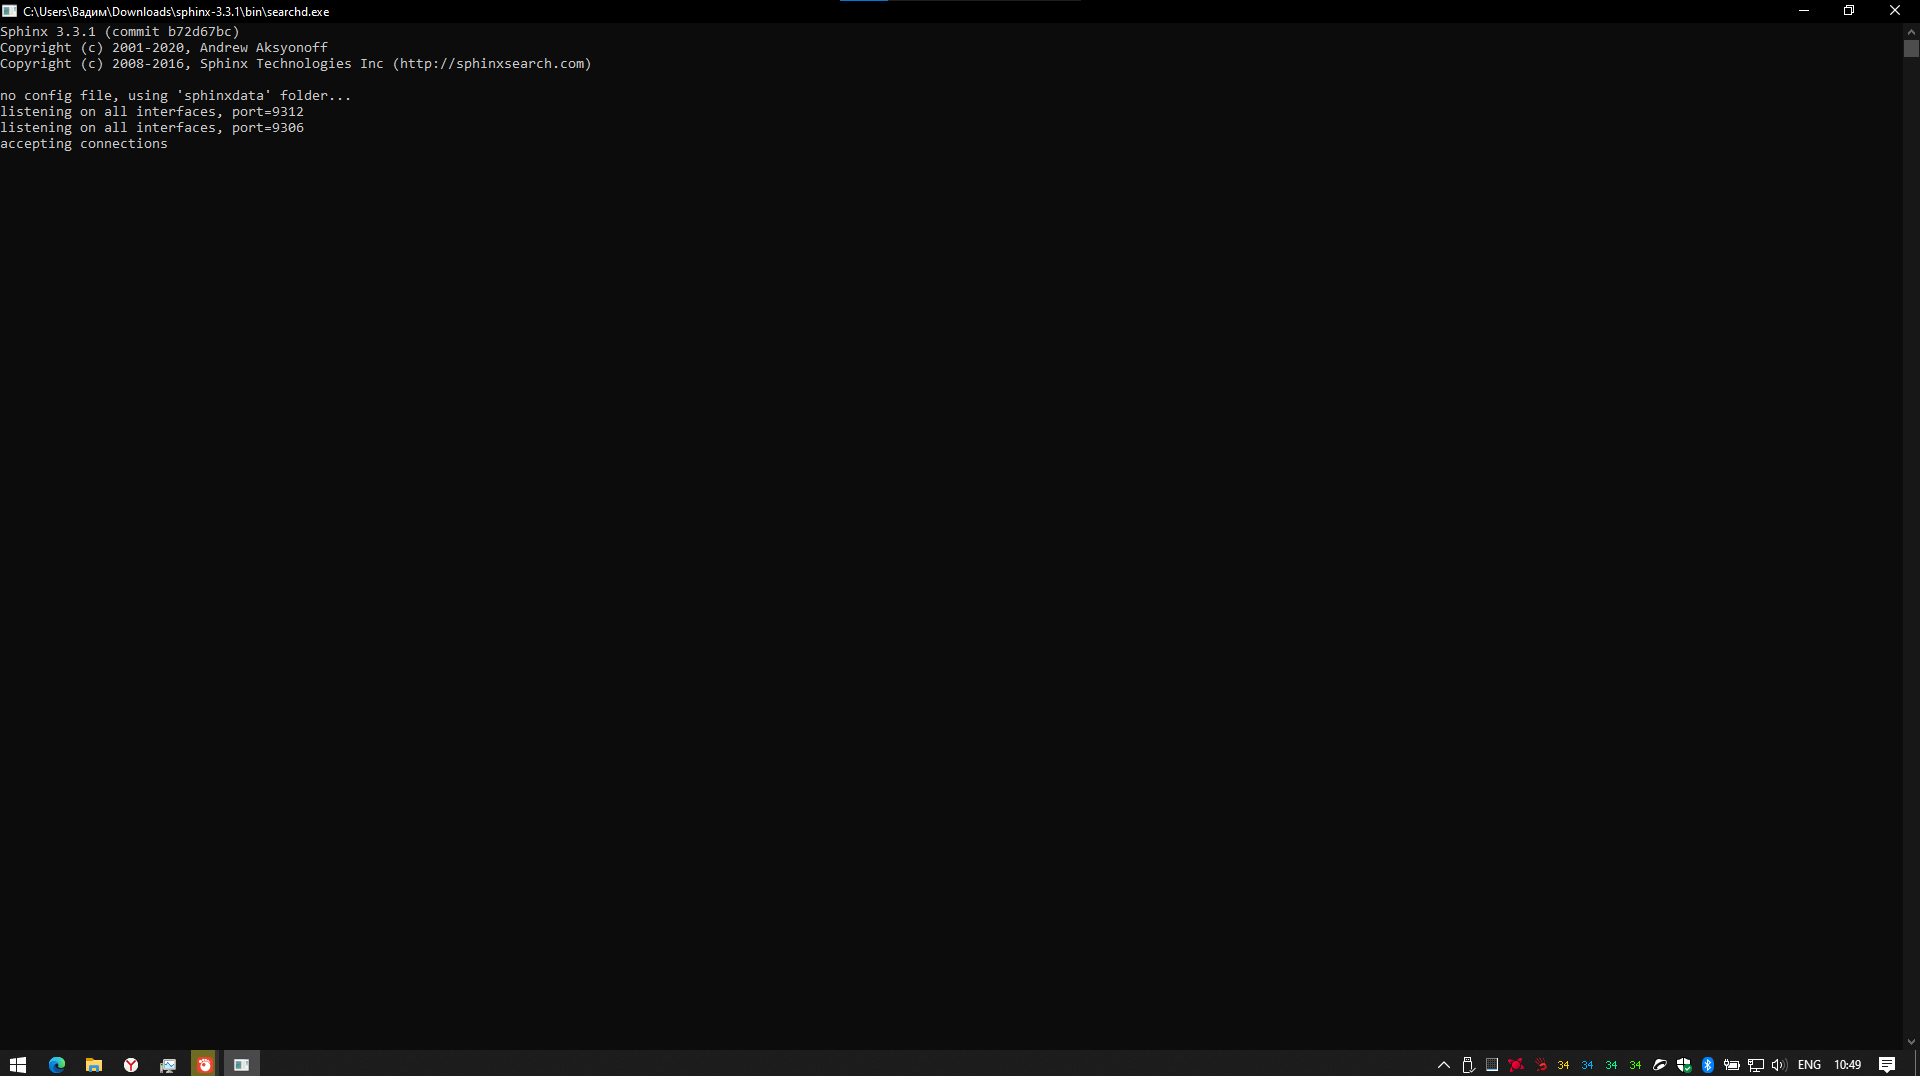 C:\Users\Вадим\Downloads\sphinx-3.3.1\bin\searchd.exe
Sphinx 3.3.1 (commit b72d67bc)
Copyright (c) 2001-2020, Andrew Aksyonoff
Copyright (c) 2008-2016, Sphinx Technologies Inc (http://sphinxsearch.com)
no config file, using 'sphinxdata' folder...
listening on all interfaces, port=9312
listening on all interfaces, port=9306
accepting connections
34 34 34 34 ENG 10:49